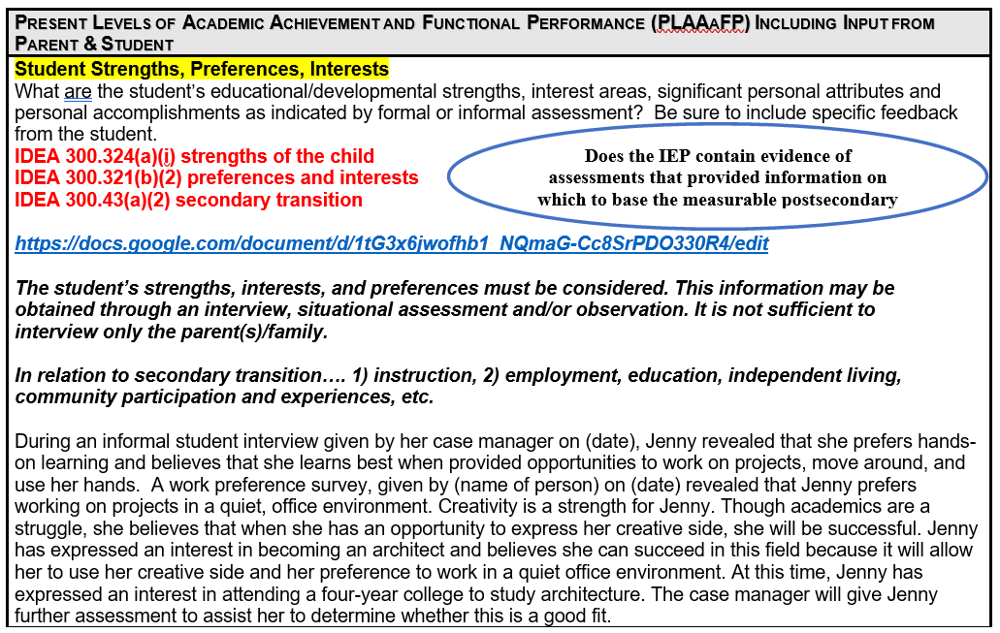 PRESENT LEVELS OF ACADEMIC ACHIEVEMENT AND FUNCTIONAL PERFORMANCE (PLAAAFP) INCLUDING INPUT FROM
PARENT & STUDENT
Student Strengths, Preferences, Interests
What are the student's educational/developmental strengths, interest areas, significant personal attributes and
personal accomplishments as indicated by formal or informal assessment?  Be sure to include specific feedback
from the student.
IDEA 300.324(a)(i) strengths of the child
IDEA 300.321(b)(2) preferences and interests
IDEA 300.43(a)(2) secondary transition
Does the IEP contain evidence of
assessments that provided information on
which to base the measurable postsecondary
https://docs.google.com/document/d/1tG3x6jwofhb1_NQmaG-Cc8SrPDO330R4/edit
The student's strengths, interests, and preferences must be considered. This information may be
obtained through an interview, situational assessment and/or observation. It is not sufficient to
interview only the parent(s)/family.
In relation to secondary transition…. 1) instruction, 2) employment, education, independent living,
community participation and experiences, etc.
During an informal student interview given by her case manager on (date), Jenny revealed that she prefers hands-
on learning and believes that she learns best when provided opportunities to work on projects, move around, and
use her hands.  A work preference survey, given by (name of person) on (date) revealed that Jenny prefers
working on projects in a quiet, office environment. Creativity is a strength for Jenny. Though academics are a
struggle, she believes that when she has an opportunity to express her creative side, she will be successful. Jenny
has expressed an interest in becoming an architect and believes she can succeed in this field because it will allow
her to use her creative side and her preference to work in a quiet office environment. At this time, Jenny has
expressed an interest in attending a four-year college to study architecture. The case manager will give Jenny
further assessment to assist her to determine whether this is a good fit.